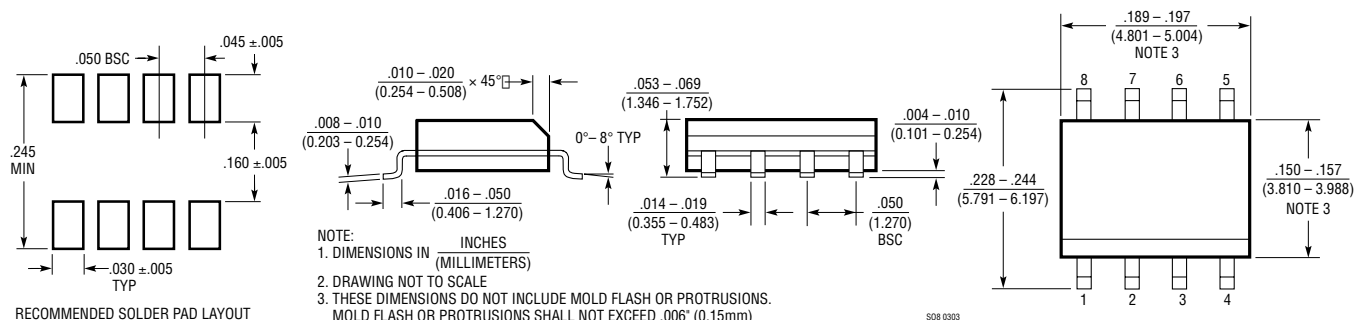 .050 BSC
.045 ±.005
.245
MIN
.160 ±.005
.030 ±.005
TYP
RECOMMENDED SOLDER PAD LAYOUT
.010 – .020
(0.254 – 0.508)
× 45°
.008 – .010
(0.203 – 0.254)
0°– 8° TYP
.016 – .050
(0.406 – 1.270)
.053 – .069
(1.346 – 1.752)
.004 – .010
(0.101 – 0.254)
.014 – .019
(0.355 – 0.483)
TYP
.050
(1.270)
BSC
NOTE:
1. DIMENSIONS IN INCHES
(MILLIMETERS)
2. DRAWING NOT TO SCALE
3. THESE DIMENSIONS DO NOT INCLUDE MOLD FLASH OR PROTRUSIONS.
MOLD FLASH OR PROTRUSIONS SHALL NOT EXCEED .006" (0.15mm)
SO8 0303
.189 – .197
(4.801 – 5.004)
NOTE 3
8 7 6 5
.228 – .244
(5.791 – 6.197)
.150 – .157
(3.810 – 3.988)
NOTE 3
1 2 3 4